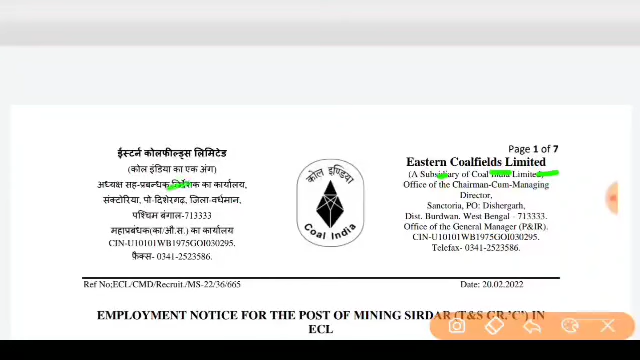 Page 1 of 7
ईस्टर्न कोलफील्ड्स लिमिटेड
(कोल इंडिया का एक अंग)
अध्यक्ष सह-प्रबन्धक निर्देशक का कार्यालय,
संक्टोरिया, पो-दिशेरगढ़, जिला-वर्धमान,
पश्चिम बंगाल-713333
महाप्रबंधक(का/औ.स.) का कार्यालय
CIN-U10101WB1975GOI030295.
फ़ैक्स- 0341-2523586.
कोल इण्डिया
Coal India
Eastern Coalfields Limited
(A Subsidiary of Coal India Limited)
Office of the Chairman-Cum-Managing
Director,
Sanctoria, PO: Dishergarh,
Dist. Burdwan. West Bengal -713333.
Office of the General Manager (P&IR).
CIN-U10101WB1975GOI030295.
Telefax- 0341-2523586.
Ref No;ECL/CMD/Recruit./MS-22/36/665
Date: 20.02.2022
EMPLOYMENT NOTICE FOR THE POST OF MINING SIRDAR (T&S GR.'C') IN
ECL